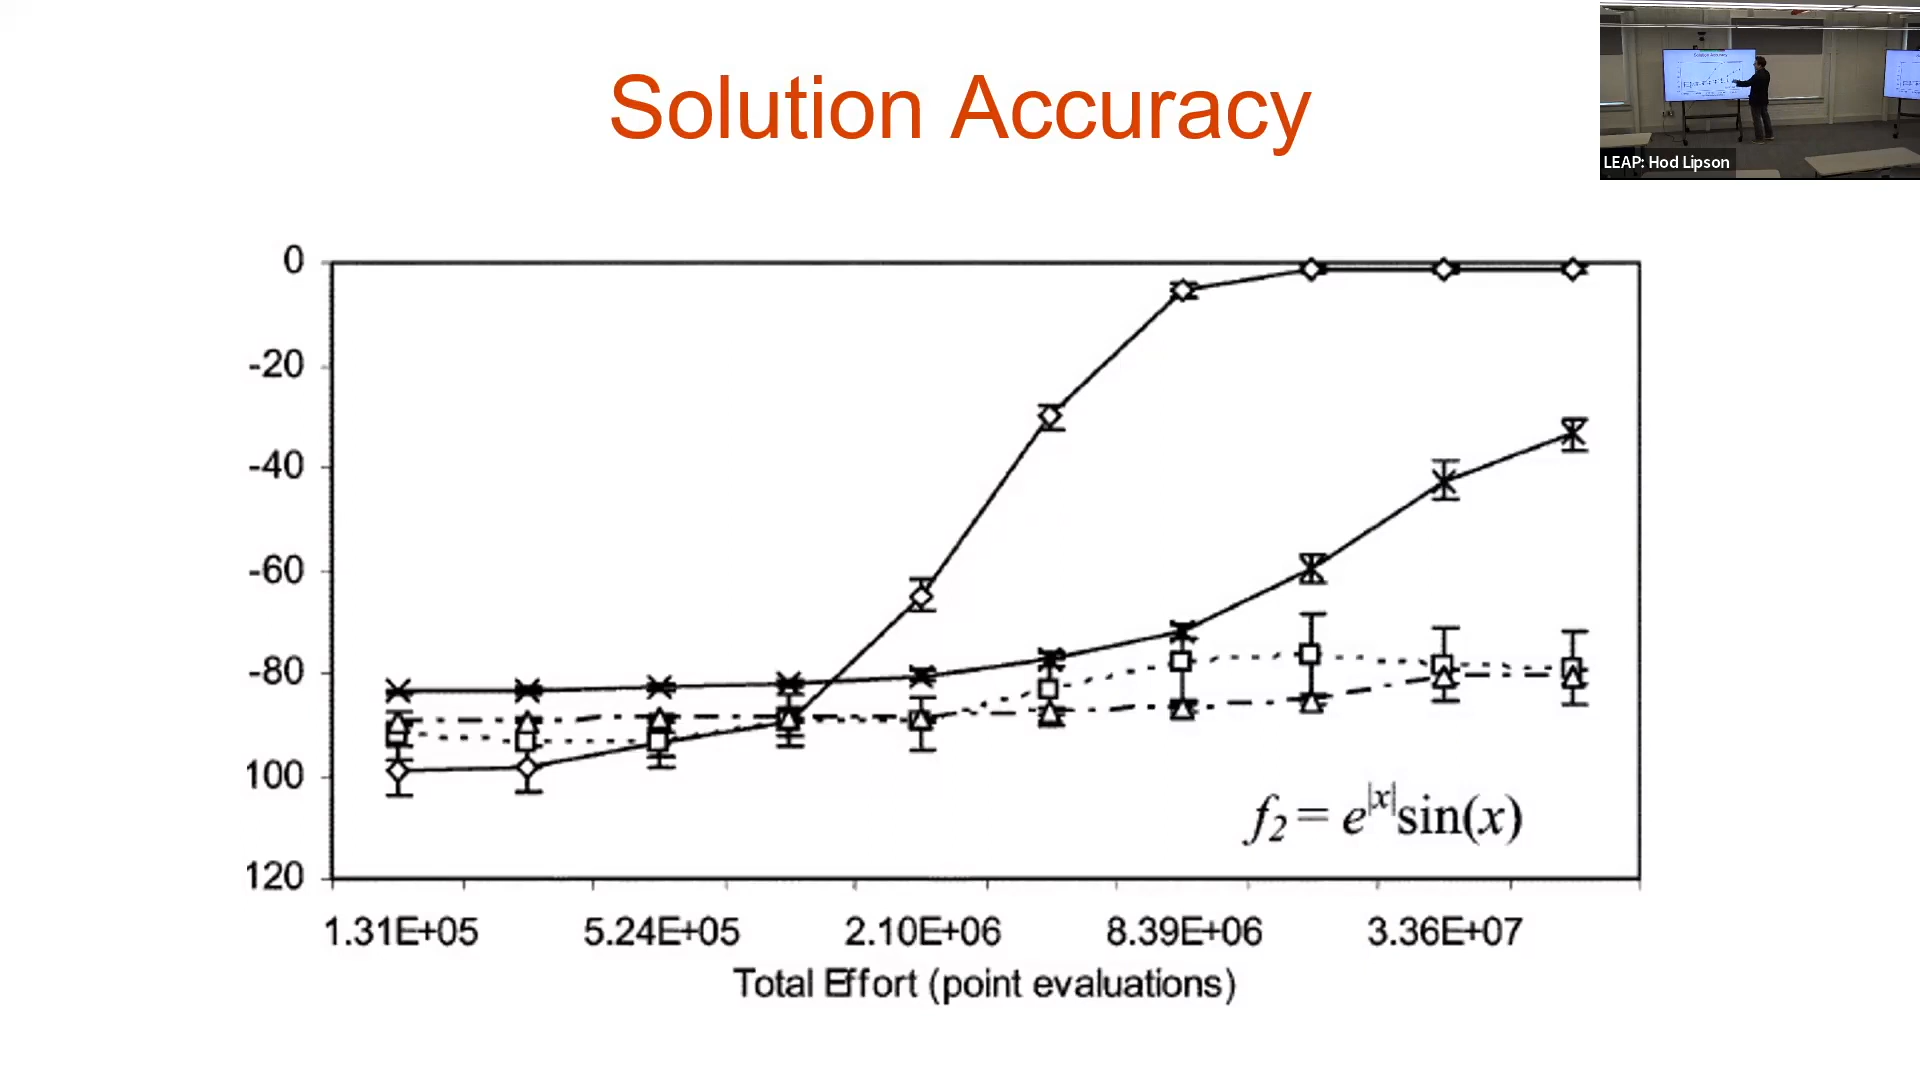 Solution Accuracy
LEAP: Hod Lipson
0
-20
-40
-60
-80
100
120
f₂ = e^|x| sin(x)
1.31E+05 5.24E+05 2.10E+06 8.39E+06 3.36E+07
Total Effort (point evaluations)